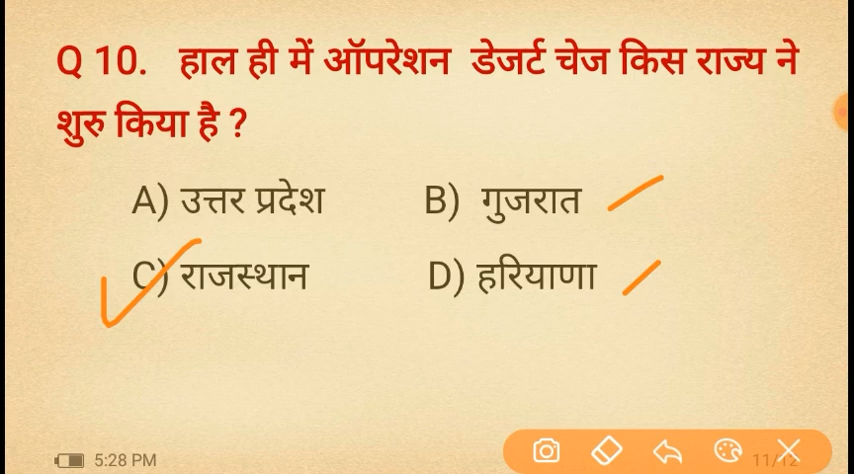 Q 10. हाल ही में ऑपरेशन डेजर्ट चेज किस राज्य ने
शुरु किया है ?
A) उत्तर प्रदेश B) गुजरात
C) राजस्थान D) हरियाणा
5:28 PM 11/12